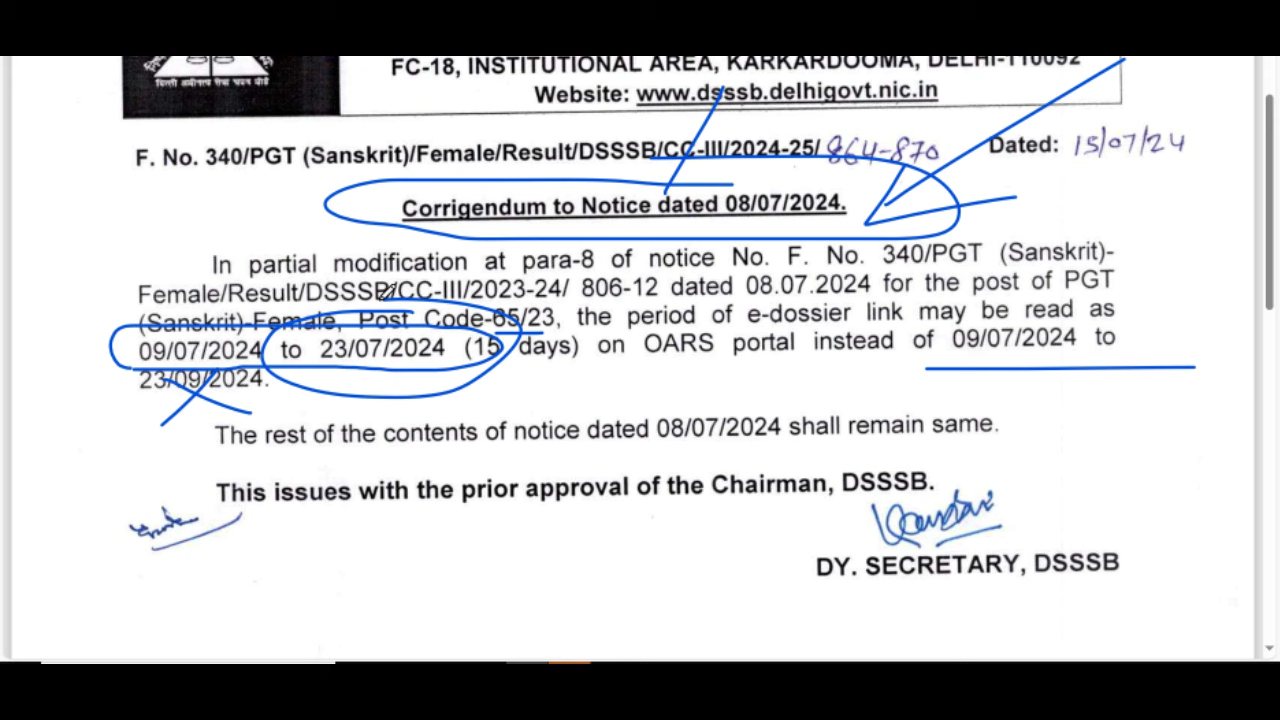 FC-18, INSTITUTIONAL AREA, KARKARDOOMA, DELHI-110092
Website: www.dsssb.delhigovt.nic.in
F. No. 340/PGT (Sanskrit)/Female/Result/DSSSB/CC-III/2024-25/ 864-870 Dated: 15/07/24
Corrigendum to Notice dated 08/07/2024.
In partial modification at para-8 of notice No. F. No. 340/PGT (Sanskrit)-
Female/Result/DSSSB/CC-III/2023-24/ 806-12 dated 08.07.2024 for the post of PGT
(Sanskrit)-Female, Post Code-65/23, the period of e-dossier link may be read as
09/07/2024 to 23/07/2024 (15 days) on OARS portal instead of 09/07/2024 to
23/09/2024.
The rest of the contents of notice dated 08/07/2024 shall remain same.
This issues with the prior approval of the Chairman, DSSSB.
DY. SECRETARY, DSSSB